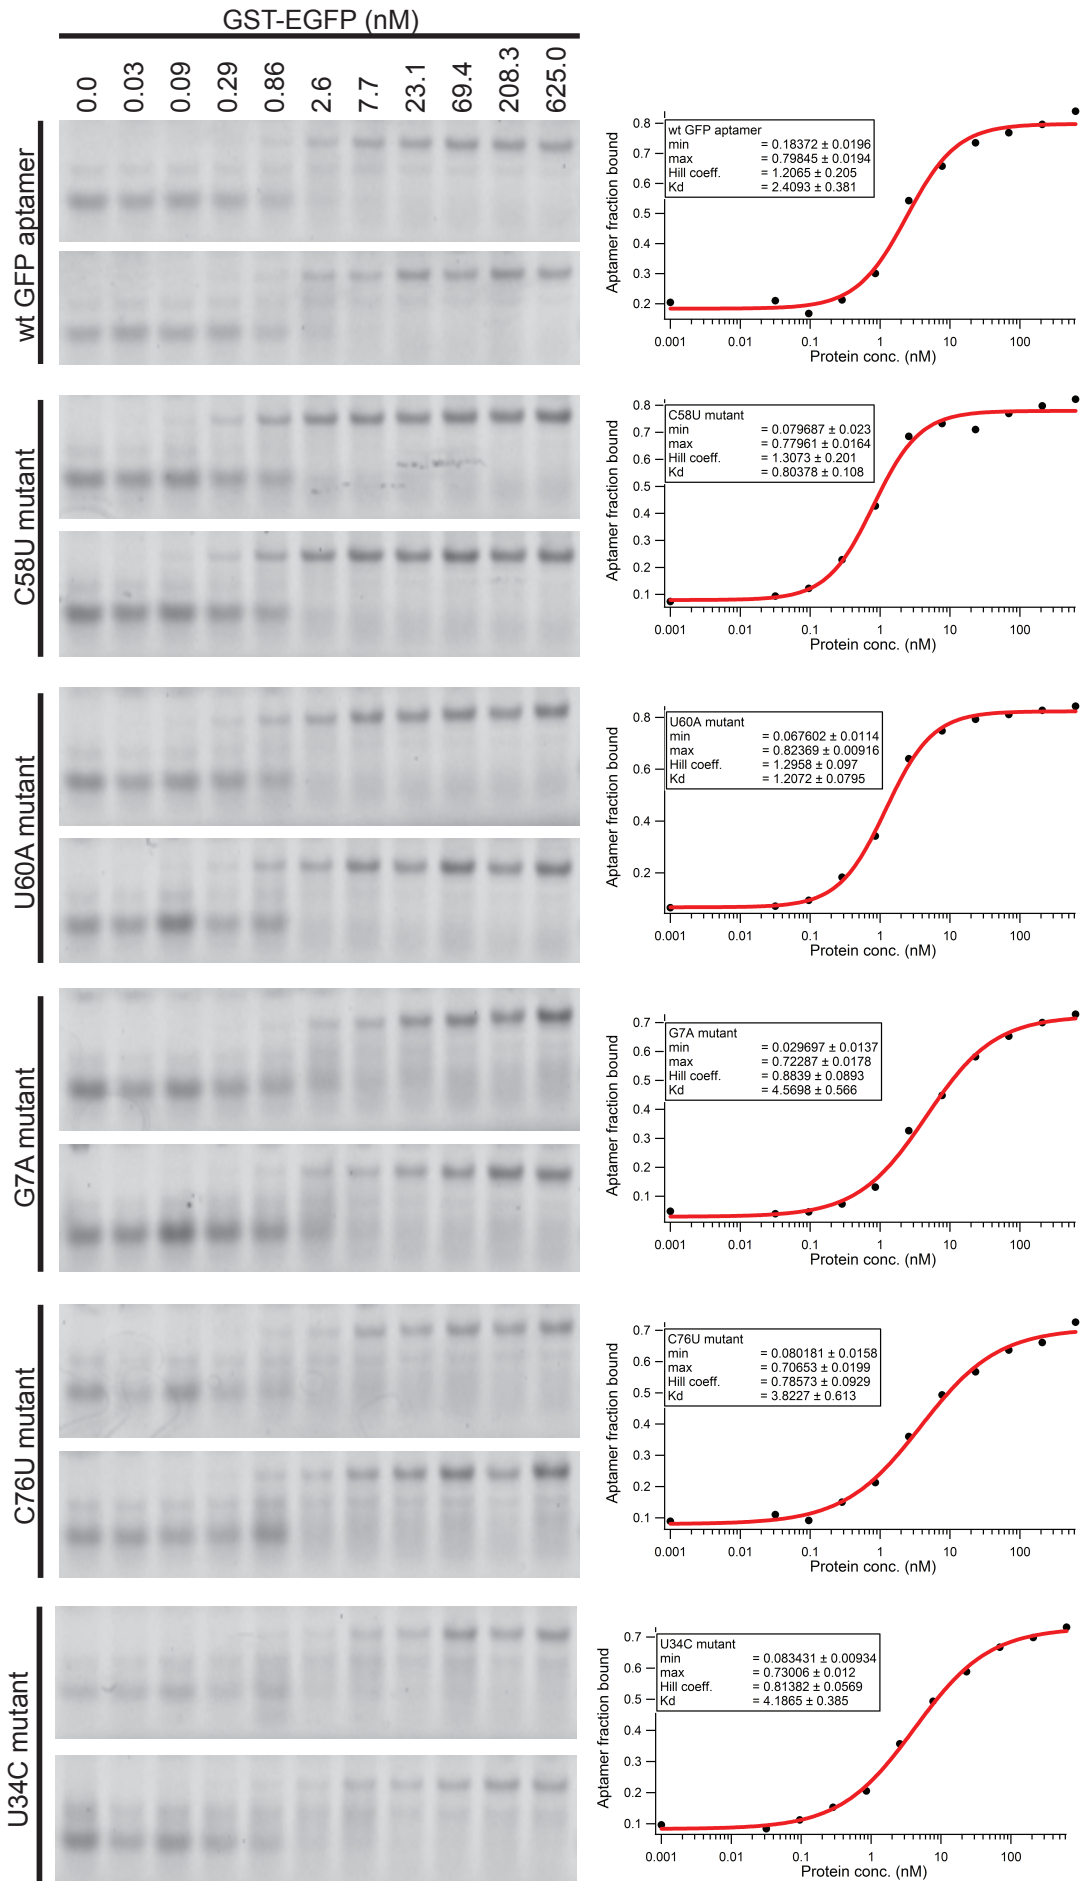 GST-EGFP (nM)
0.0 0.03 0.09 0.29 0.86 2.6 7.7 23.1 69.4 208.3 625.0
wt GFP aptamer
Aptamer fraction bound
0.8
0.7
0.6
0.5
0.4
0.3
0.2
wt GFP aptamer
min = 0.18372 ± 0.0196
max = 0.79845 ± 0.0194
Hill coeff. = 1.2065 ± 0.205
Kd = 2.4093 ± 0.381
0.001 0.01 0.1 1 10 100
Protein conc. (nM)
C58U mutant
Aptamer fraction bound
0.8
0.7
0.6
0.5
0.4
0.3
0.2
0.1
C58U mutant
min = 0.079687 ± 0.023
max = 0.77961 ± 0.0164
Hill coeff. = 1.3073 ± 0.201
Kd = 0.80378 ± 0.108
0.001 0.01 0.1 1 10 100
Protein conc. (nM)
U60A mutant
Aptamer fraction bound
0.8
0.6
0.4
0.2
U60A mutant
min = 0.067602 ± 0.0114
max = 0.82369 ± 0.00916
Hill coeff. = 1.2958 ± 0.097
Kd = 1.2072 ± 0.0795
0.001 0.01 0.1 1 10 100
Protein conc. (nM)
G7A mutant
Aptamer fraction bound
0.7
0.6
0.5
0.4
0.3
0.2
0.1
G7A mutant
min = 0.029697 ± 0.0137
max = 0.72287 ± 0.0178
Hill coeff. = 0.8839 ± 0.0893
Kd = 4.5698 ± 0.566
0.001 0.01 0.1 1 10 100
Protein conc. (nM)
C76U mutant
Aptamer fraction bound
0.7
0.6
0.5
0.4
0.3
0.2
0.1
C76U mutant
min = 0.080181 ± 0.0158
max = 0.70653 ± 0.0199
Hill coeff. = 0.78573 ± 0.0929
Kd = 3.8227 ± 0.613
0.001 0.01 0.1 1 10 100
Protein conc. (nM)
U34C mutant
Aptamer fraction bound
0.7
0.6
0.5
0.4
0.3
0.2
0.1
U34C mutant
min = 0.083431 ± 0.00934
max = 0.73006 ± 0.012
Hill coeff. = 0.81382 ± 0.0569
Kd = 4.1865 ± 0.385
0.001 0.01 0.1 1 10 100
Protein conc. (nM)